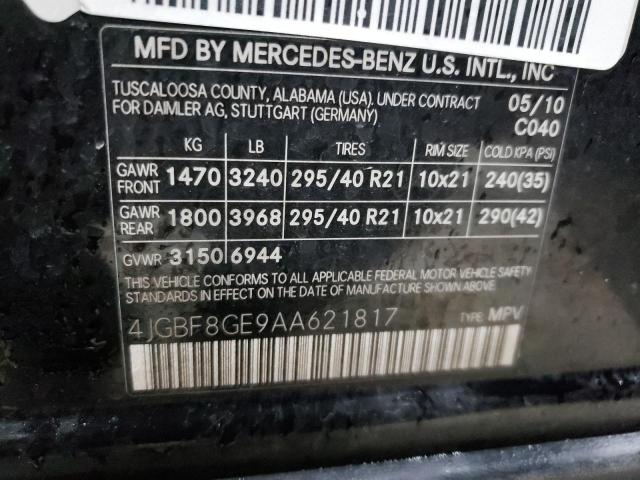 MFD BY MERCEDES-BENZ U.S. INTL., INC
TUSCALOOSA COUNTY, ALABAMA (USA). UNDER CONTRACT 05/10
FOR DAIMLER AG, STUTTGART (GERMANY) C040
KG LB TIRES RIM SIZE COLD KPA (PSI)
GAWR FRONT 1470 3240 295/40 R21 10x21 240(35)
GAWR REAR 1800 3968 295/40 R21 10x21 290(42)
GVWR 3150 6944
THIS VEHICLE CONFORMS TO ALL APPLICABLE FEDERAL MOTOR VEHICLE SAFETY
STANDARDS IN EFFECT ON THE DATE OF MANUFACTURE SHOWN ABOVE.
4JGBF8GE9AA621817 TYPE: MPV